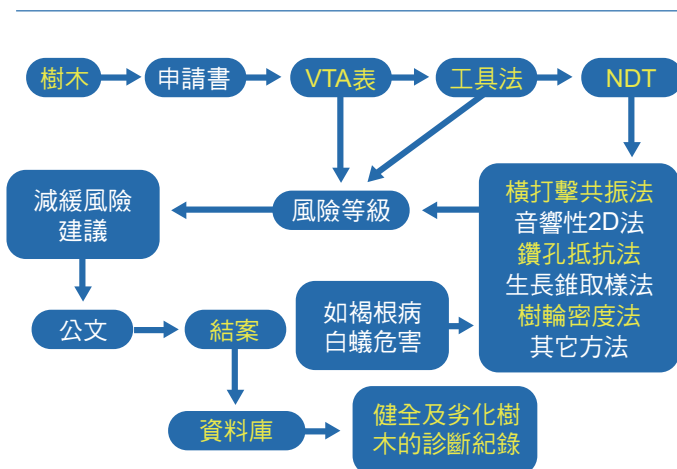 樹木
申請書
VTA表
工具法
NDT
減緩風險
建議
風險等級
橫打擊共振法
音響性2D法
鑽孔抵抗法
生長錐取樣法
樹輪密度法
其它方法
公文
結案
如褐根病
白蟻危害
資料庫
健全及劣化樹
木的診斷紀錄